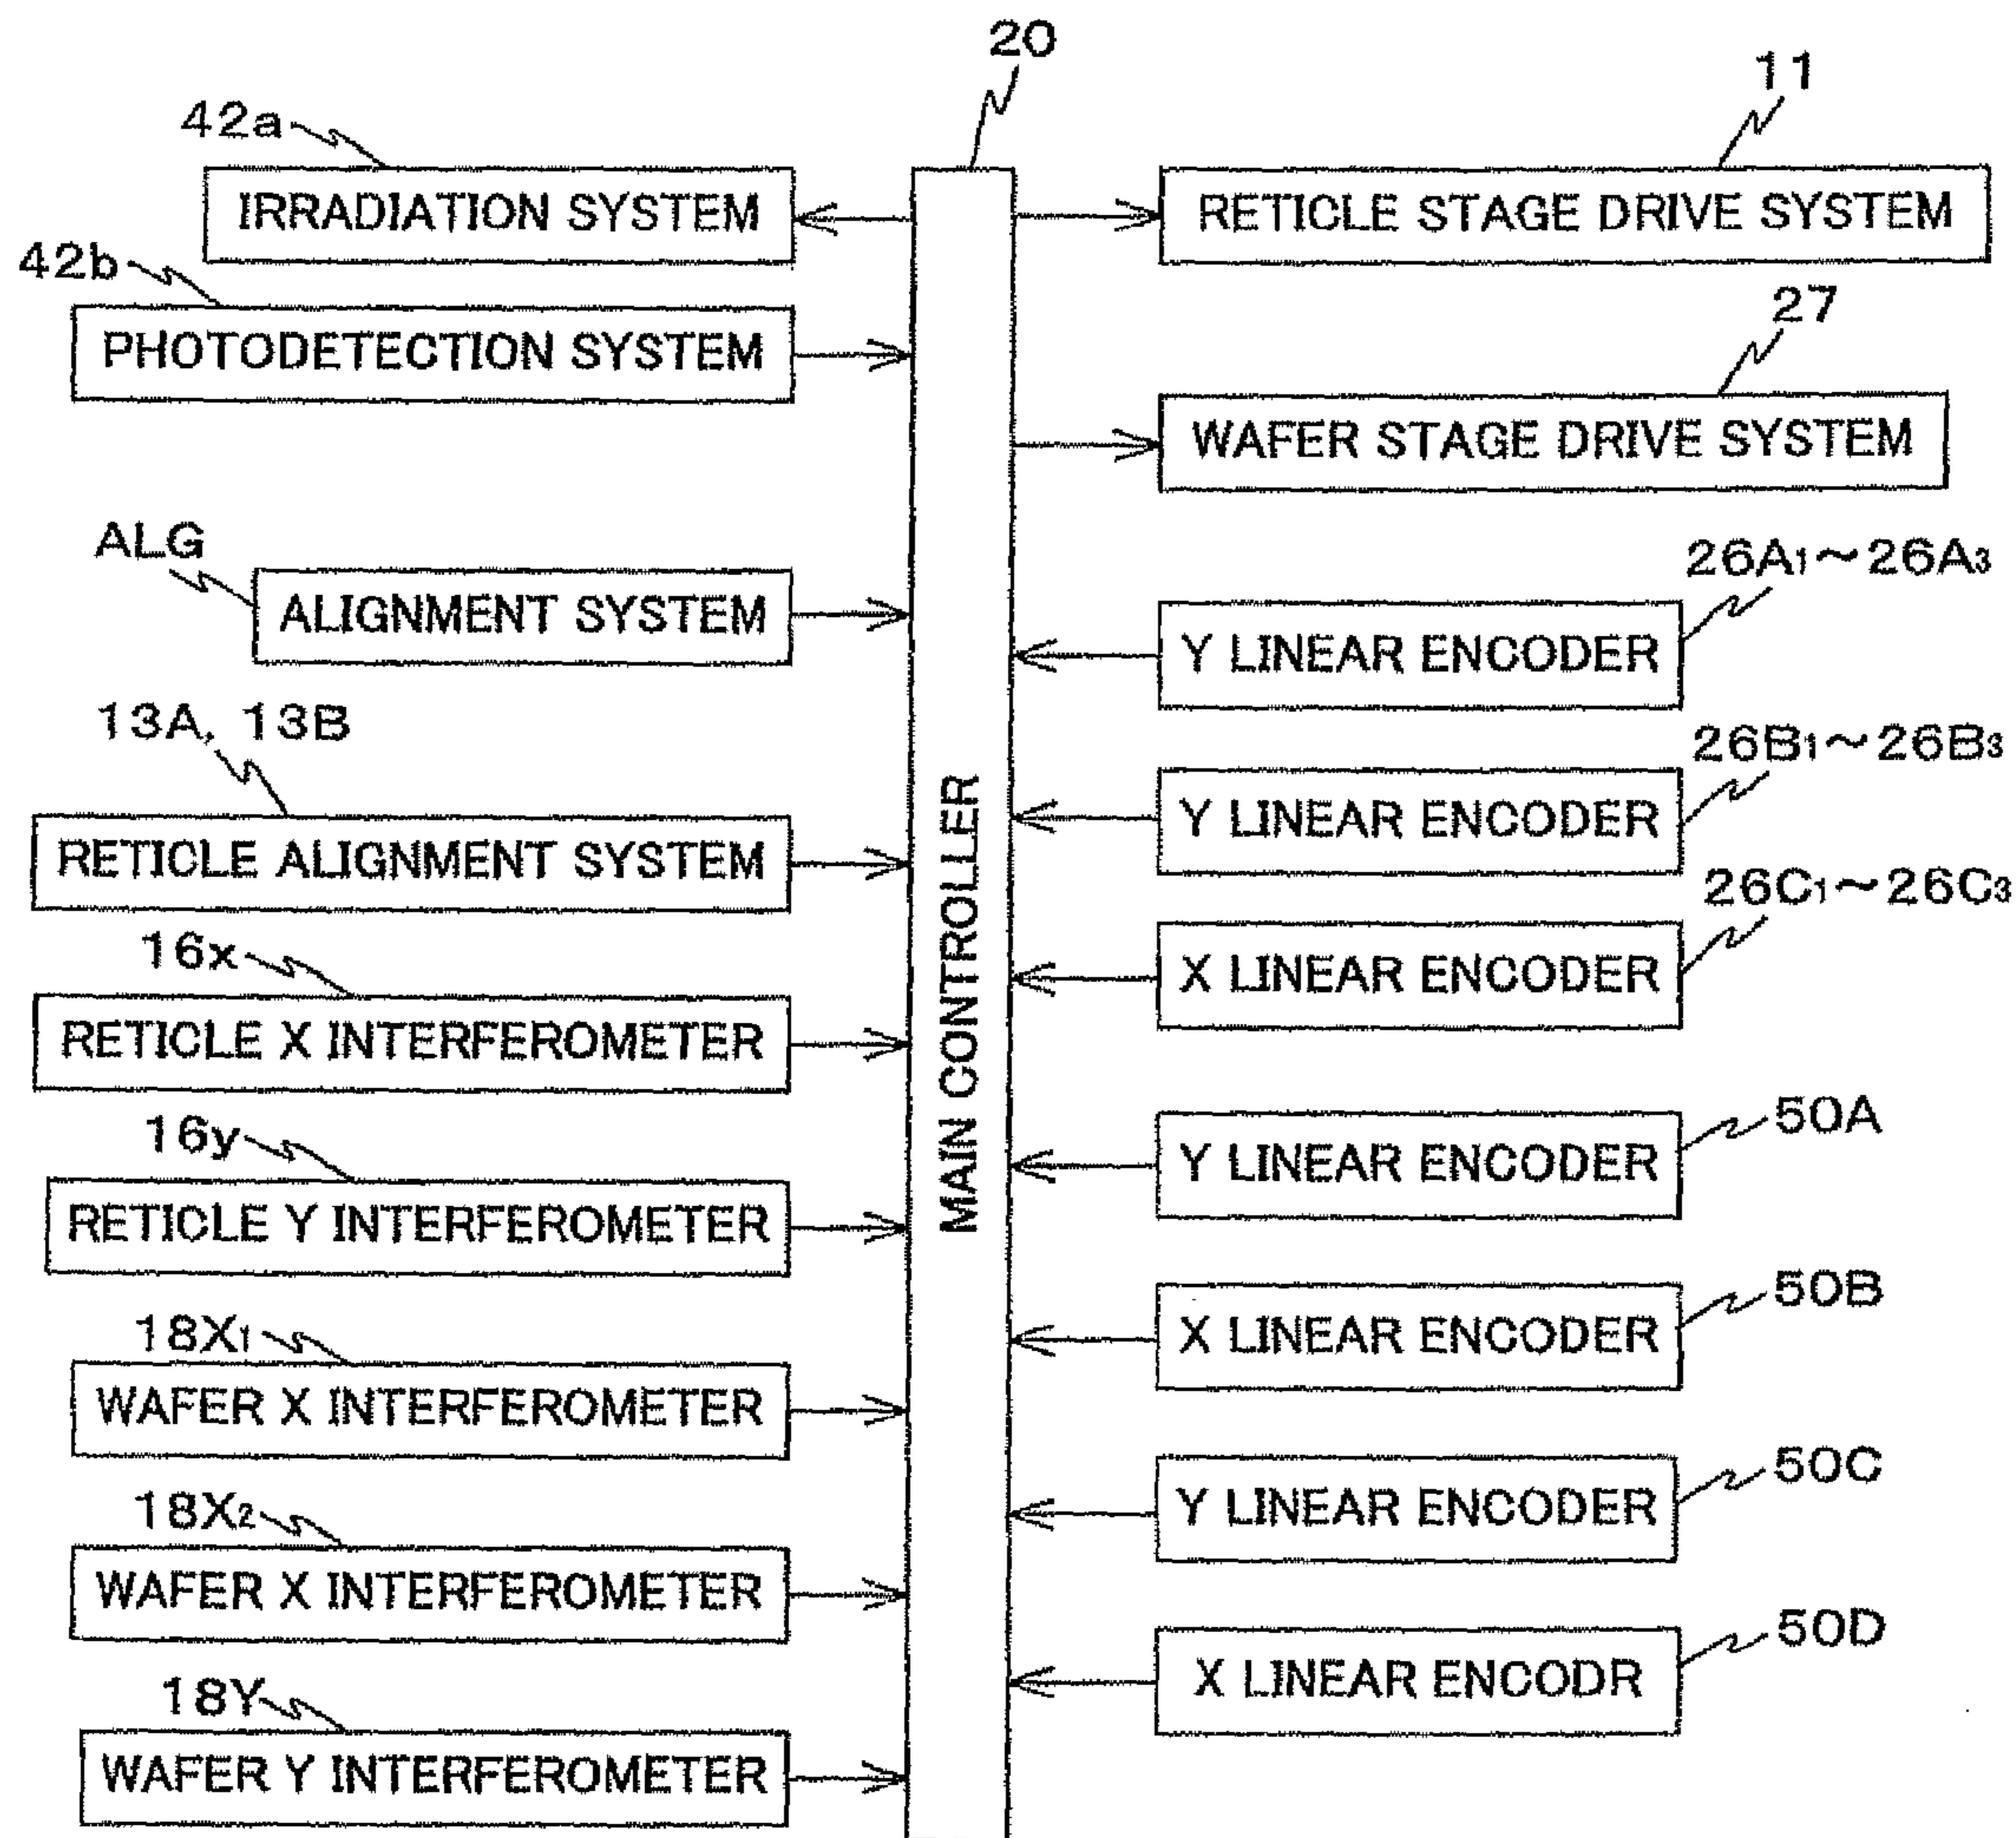 20
42a
IRRADIATION SYSTEM
42b
PHOTODETECTION SYSTEM
ALG
ALIGNMENT SYSTEM
13A, 13B
RETICLE ALIGNMENT SYSTEM
16x
RETICLE X INTERFEROMETER
16y
RETICLE Y INTERFEROMETER
18X1
WAFER X INTERFEROMETER
18X2
WAFER X INTERFEROMETER
18Y
WAFER Y INTERFEROMETER
MAIN CONTROLLER
11
RETICLE STAGE DRIVE SYSTEM
27
WAFER STAGE DRIVE SYSTEM
26A1~26A3
Y LINEAR ENCODER
26B1~26B3
Y LINEAR ENCODER
26C1~26C3
X LINEAR ENCODER
50A
Y LINEAR ENCODER
50B
X LINEAR ENCODER
50C
Y LINEAR ENCODER
50D
X LINEAR ENCODR